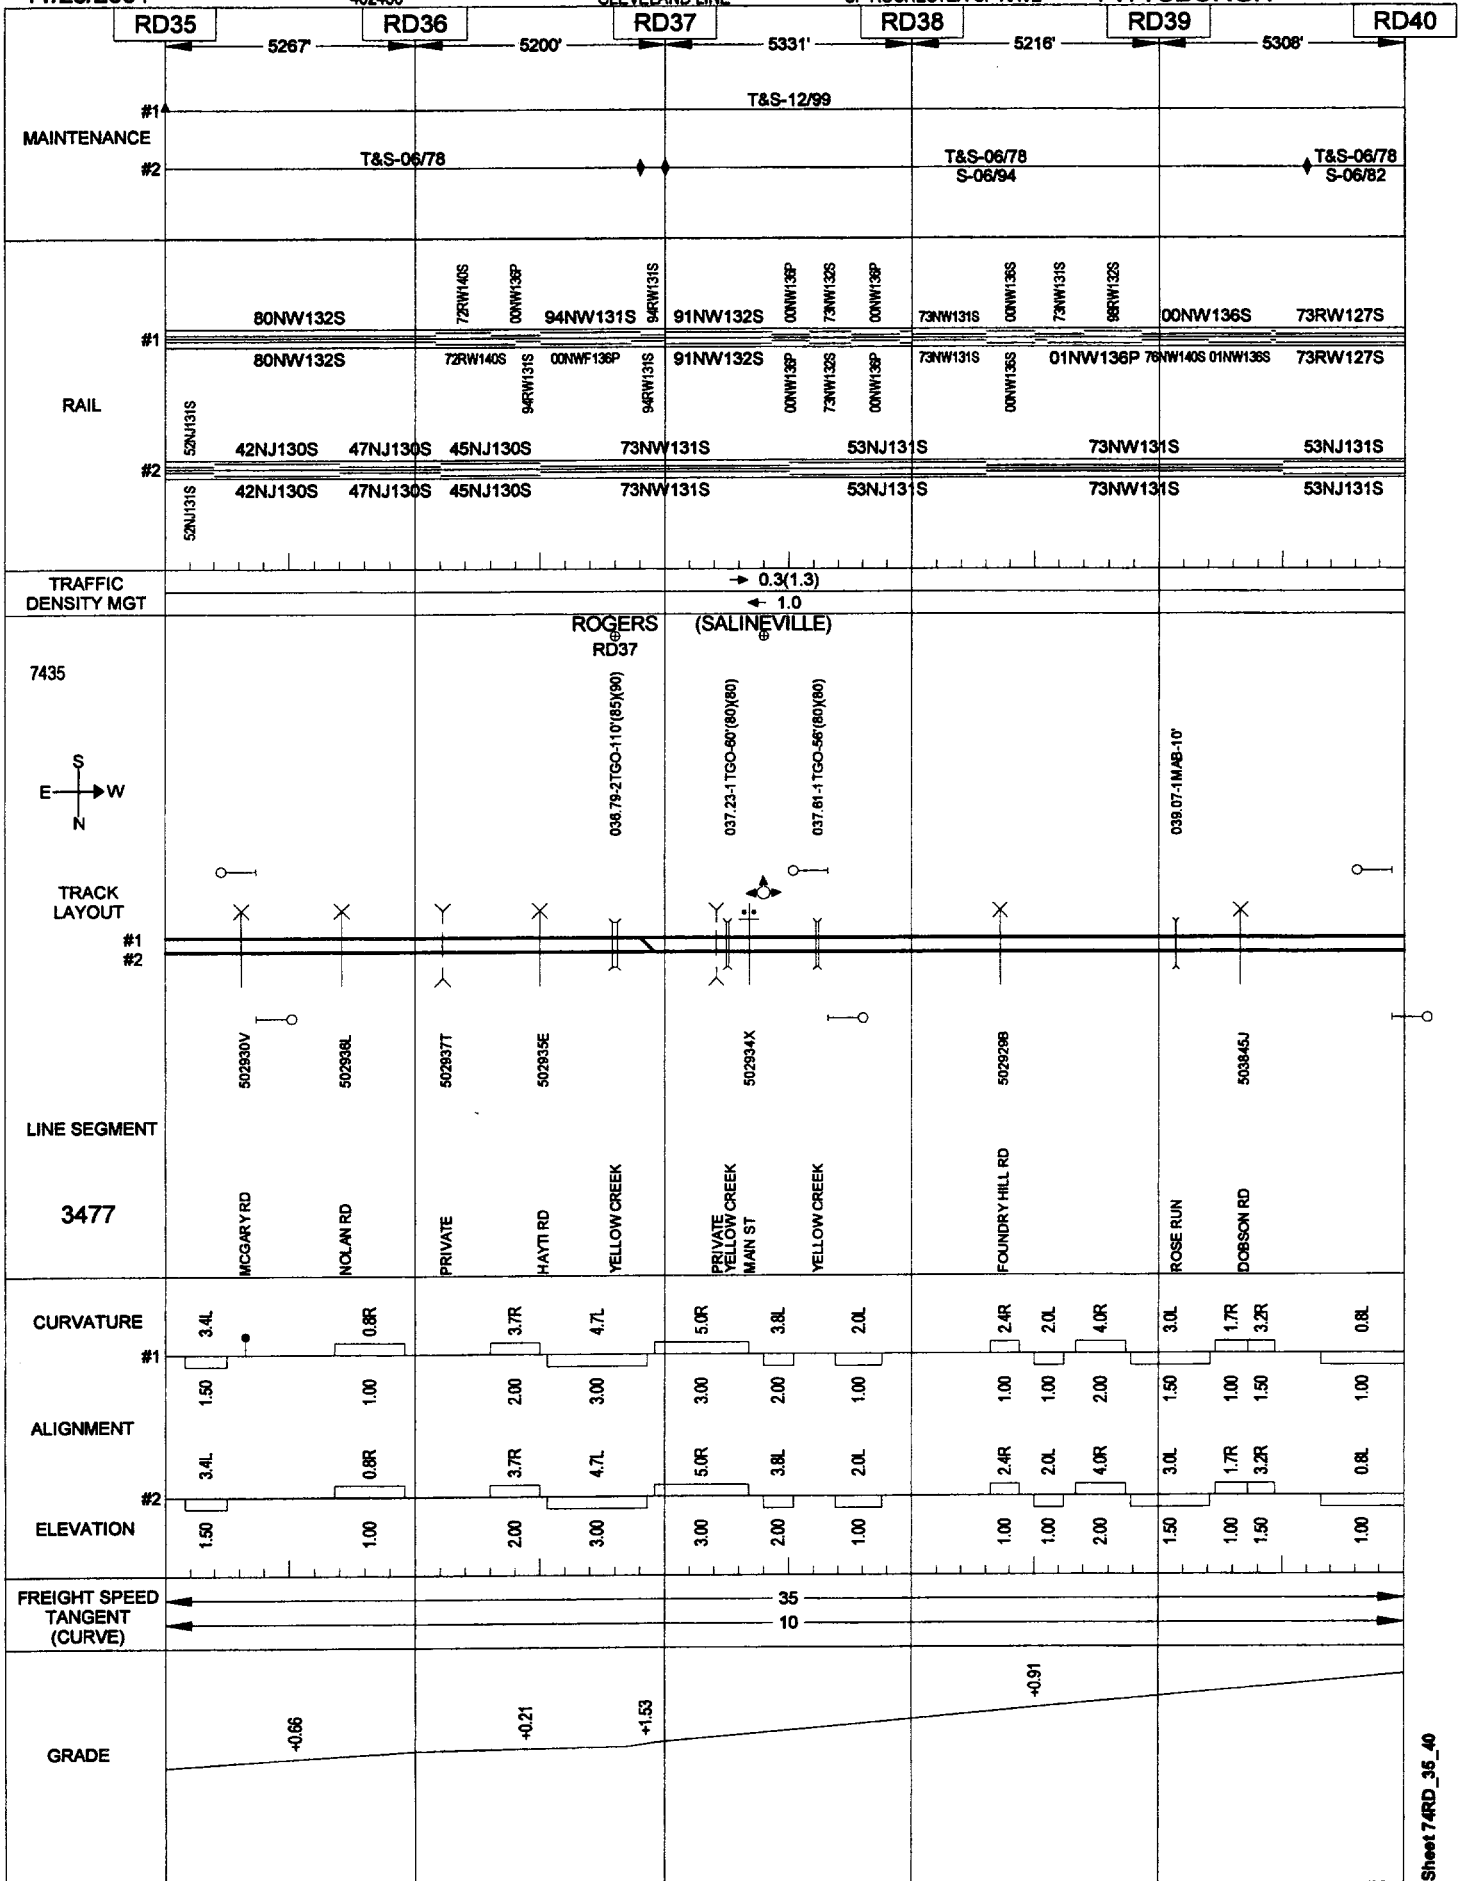 CLEVELAND LINE
RD35 RD36 RD37 RD38 RD39 RD40
5267' 5200' 5331' 5216' 5308'
#1 T&S-12/99
MAINTENANCE
T&S-06/78 T&S-06/78 T&S-06/78
#2 S-06/94 S-06/82
72RW140S 00NW136P 94RW131S 00NW136P 73NW132S 00NW136P 00NW136S 73NW131S 98RW132S
80NW132S 94NW131S 91NW132S 73NW131S 00NW136S 73RW127S
#1
80NW132S 72RW140S 00NWF136P 91NW132S 73NW131S 01NW136P 76NW140S 01NW136S 73RW127S
94RW131S 94RW131S 00NW136P 73NW132S 00NW136P 00NW136S
RAIL
52NJ131S
42NJ130S 47NJ130S 45NJ130S 73NW131S 53NJ131S 73NW131S 53NJ131S
#2
42NJ130S 47NJ130S 45NJ130S 73NW131S 53NJ131S 73NW131S 53NJ131S
52NJ131S
TRAFFIC
DENSITY MGT
0.3(1.3)
1.0
ROGERS (SALINEVILLE)
RD37
7435
036.79-2TGO-110'(85)(90)
037.23-1TGO-60'(80)(80)
037.61-1TGO-56'(80)(80)
039.07-1MAB-10'
S
E W
N
TRACK
LAYOUT
#1
#2
502930V 502936L 502937T 502935E 502934X 502929B 503845J
LINE SEGMENT
3477
MCGARY RD
NOLAN RD
PRIVATE
HAYTI RD
YELLOW CREEK
PRIVATE
YELLOW CREEK
MAIN ST
YELLOW CREEK
FOUNDRY HILL RD
ROSE RUN
DOBSON RD
CURVATURE
3.4L 0.8R 3.7R 4.7L 5.0R 3.8L 2.0L 2.4R 2.0L 4.0R 3.0L 1.7R 3.2R 0.8L
#1
1.50 1.00 2.00 3.00 3.00 2.00 1.00 1.00 1.00 2.00 1.50 1.00 1.50 1.00
ALIGNMENT
3.4L 0.8R 3.7R 4.7L 5.0R 3.8L 2.0L 2.4R 2.0L 4.0R 3.0L 1.7R 3.2R 0.8L
#2
ELEVATION
1.50 1.00 2.00 3.00 3.00 2.00 1.00 1.00 1.00 2.00 1.50 1.00 1.50 1.00
FREIGHT SPEED
TANGENT
(CURVE)
35
10
GRADE
+0.66 +0.21 +1.53 +0.91
Sheet 74RD_35_40